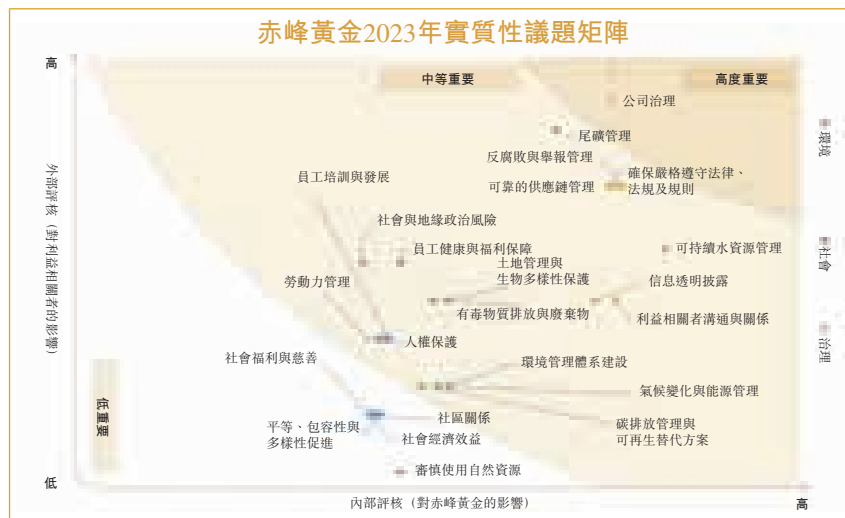 赤峰黃金2023年實質性議題矩陣
高
中等重要
高度重要
公司治理
尾礦管理
反腐敗與舉報管理
可靠的供應鏈管理
確保嚴格遵守法律、
法規及規則
員工培訓與發展
社會與地緣政治風險
員工健康與福利保障
土地管理與
生物多樣性保護
可持續水資源管理
信息透明披露
勞動力管理
有毒物質排放與廢棄物
利益相關者溝通與關係
人權保護
社會福利與慈善
環境管理體系建設
氣候變化與能源管理
社區關係
碳排放管理與
可再生替代方案
平等、包容性與
多樣性促進
社會經濟效益
審慎使用自然資源
低重要
外部評核（對利益相關者的影響）
環境
社會
治理
低
內部評核（對赤峰黃金的影響）
高